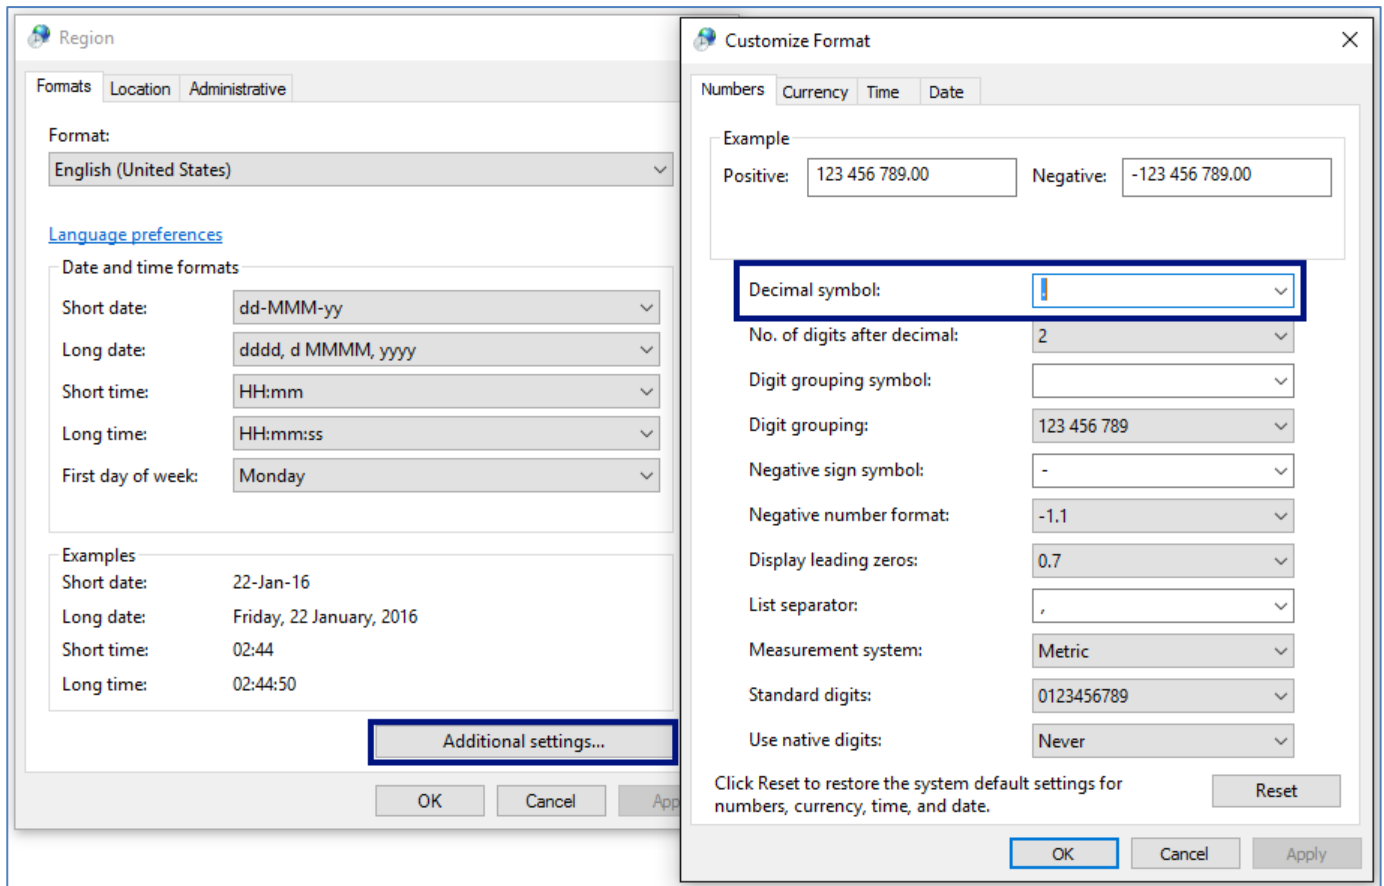 Region
Formats Location Administrative
Format:
English (United States)
Language preferences
Date and time formats
Short date: dd-MMM-yy
Long date: dddd, d MMMM, yyyy
Short time: HH:mm
Long time: HH:mm:ss
First day of week: Monday
Examples
Short date: 22-Jan-16
Long date: Friday, 22 January, 2016
Short time: 02:44
Long time: 02:44:50
Additional settings...
OK Cancel App
Customize Format
Numbers Currency Time Date
Example
Positive: 123 456 789.00 Negative: -123 456 789.00
Decimal symbol: .
No. of digits after decimal: 2
Digit grouping symbol:
Digit grouping: 123 456 789
Negative sign symbol: -
Negative number format: -1.1
Display leading zeros: 0.7
List separator: ,
Measurement system: Metric
Standard digits: 0123456789
Use native digits: Never
Click Reset to restore the system default settings for
numbers, currency, time, and date.
Reset
OK Cancel Apply